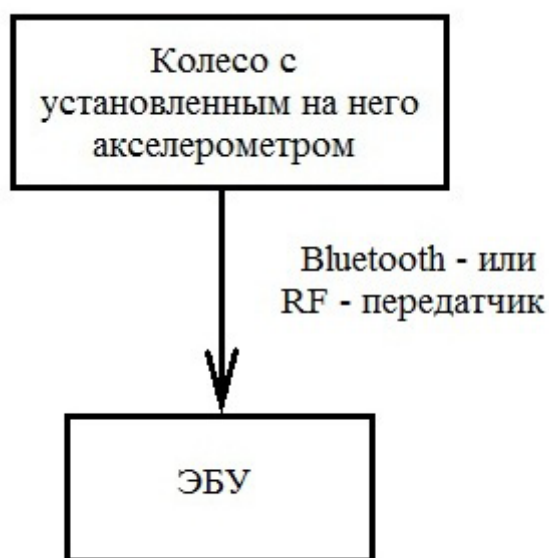 Колесо с
установленным на него
акселерометром
Bluetooth - или
RF - передатчик
ЭБУ